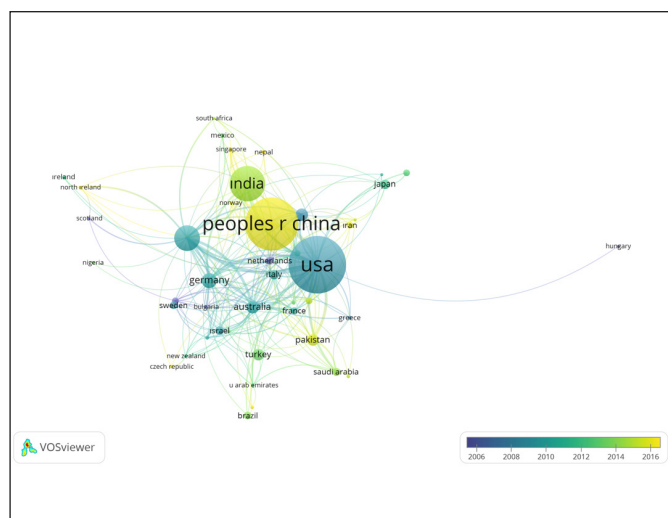 south africa
mexico
singapore
nepal
ireland
north ireland
india
japan
norway
scotland
peoples r china
iran
hungary
netherlands
usa
nigeria
italy
germany
sweden
bulgaria
australia
france
greece
israel
pakistan
new zealand
turkey
czech republic
saudi arabia
u arab emirates
brazil
VOSviewer
2006 2008 2010 2012 2014 2016